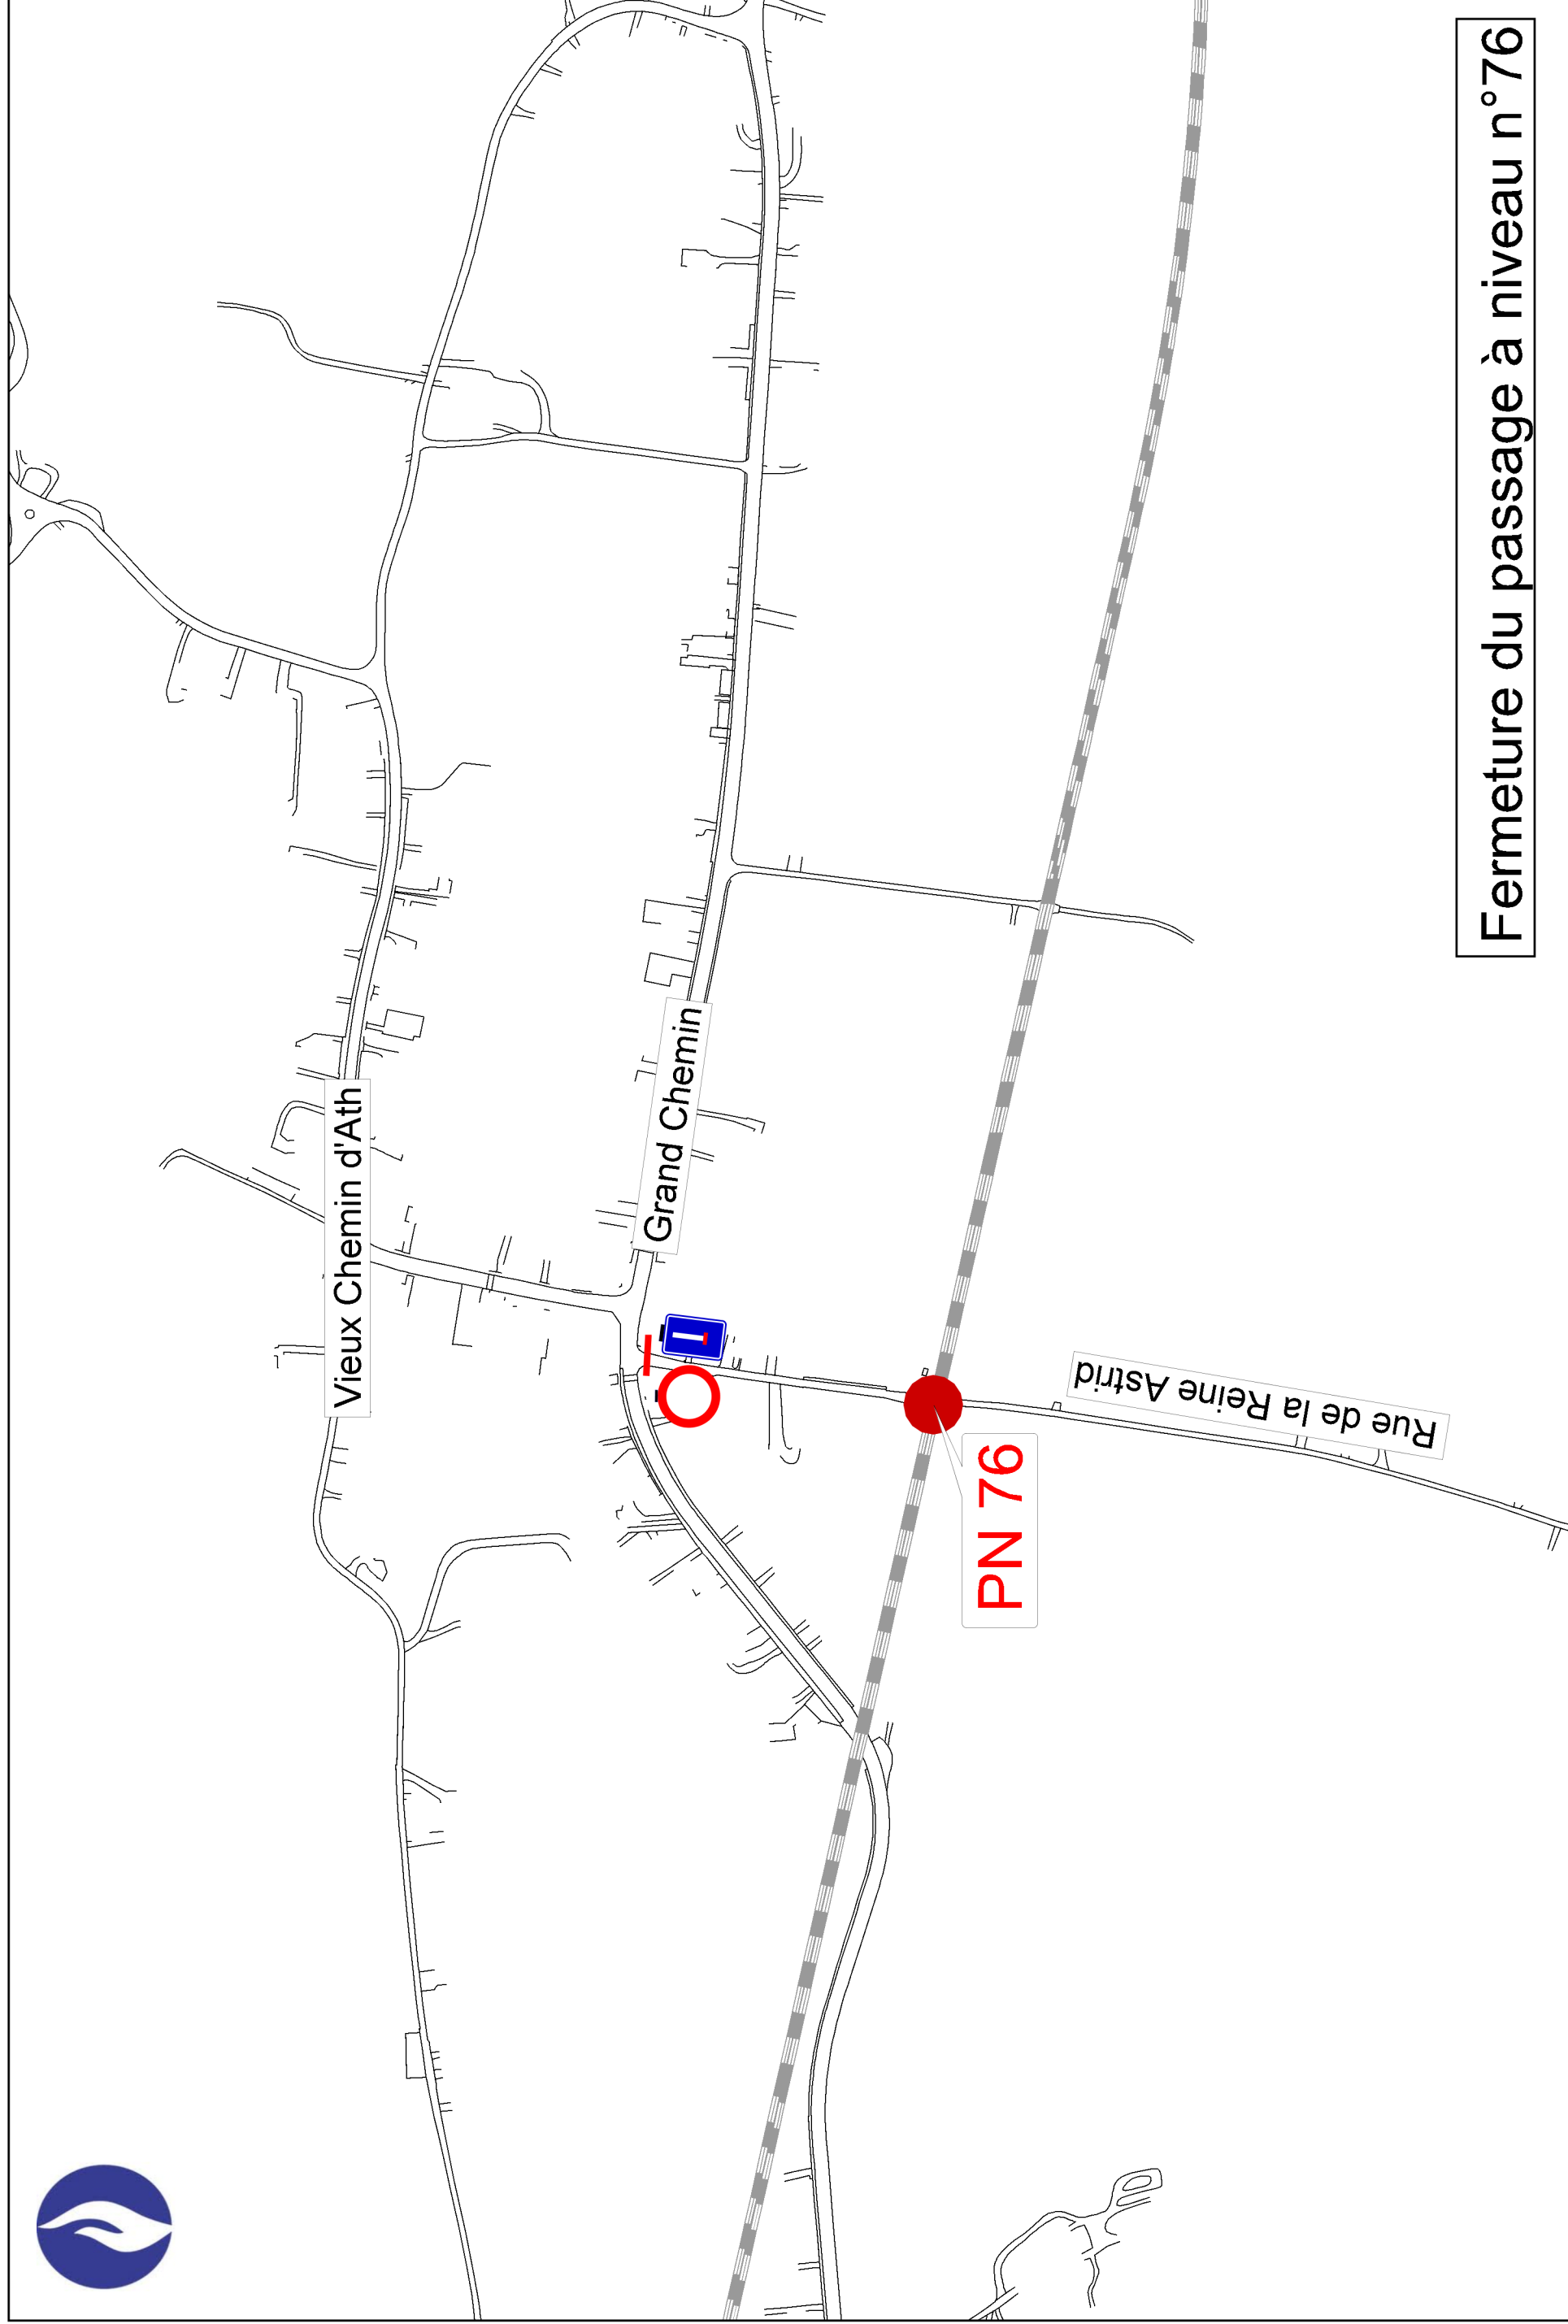 Vieux Chemin d'Ath
Grand Chemin
Rue de la Reine Astrid
PN 76
Fermeture du passage à niveau n°76